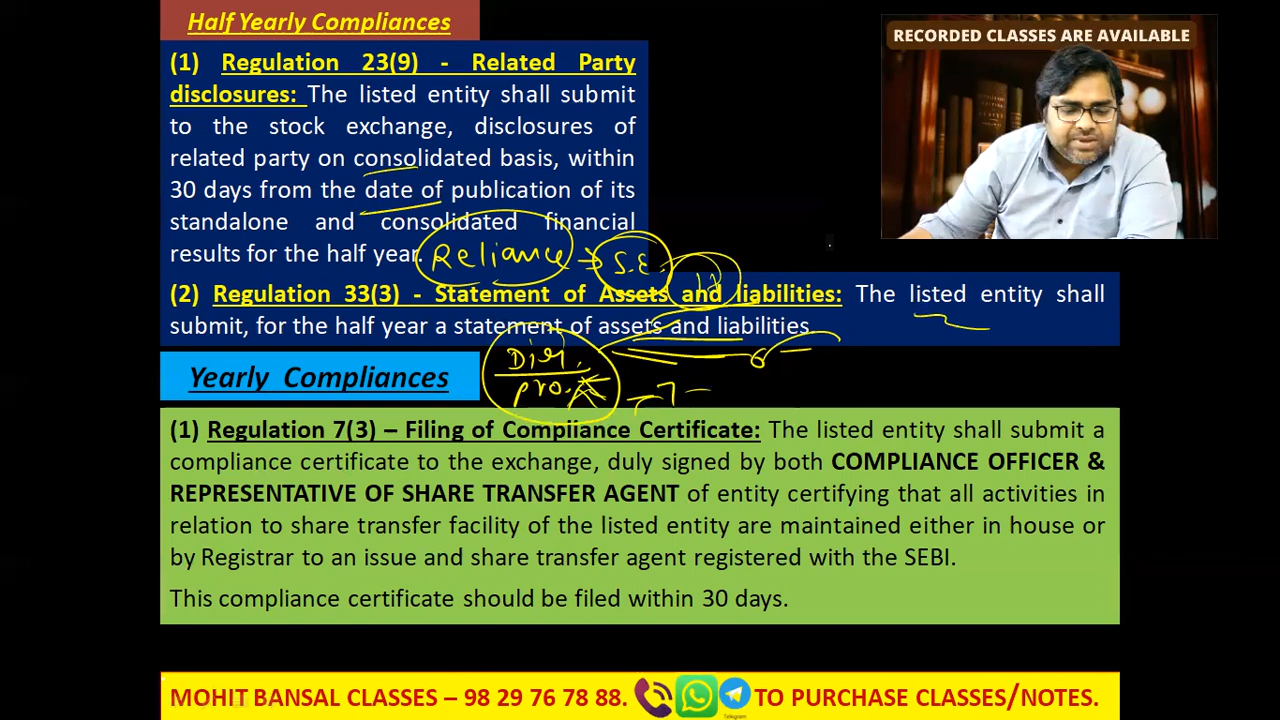 Half Yearly Compliances
RECORDED CLASSES ARE AVAILABLE
(1) Regulation 23(9) - Related Party
disclosures: The listed entity shall submit
to the stock exchange, disclosures of
related party on consolidated basis, within
30 days from the date of publication of its
standalone and consolidated financial
results for the half year.
Reliance → S.E.
(2) Regulation 33(3) - Statement of Assets and liabilities: The listed entity shall
submit, for the half year a statement of assets and liabilities.
Dir.
pro.
7
Yearly Compliances
(1) Regulation 7(3) – Filing of Compliance Certificate: The listed entity shall submit a
compliance certificate to the exchange, duly signed by both COMPLIANCE OFFICER &
REPRESENTATIVE OF SHARE TRANSFER AGENT of entity certifying that all activities in
relation to share transfer facility of the listed entity are maintained either in house or
by Registrar to an issue and share transfer agent registered with the SEBI.
This compliance certificate should be filed within 30 days.
MOHIT BANSAL CLASSES – 98 29 76 78 88. TO PURCHASE CLASSES/NOTES.
Telegram